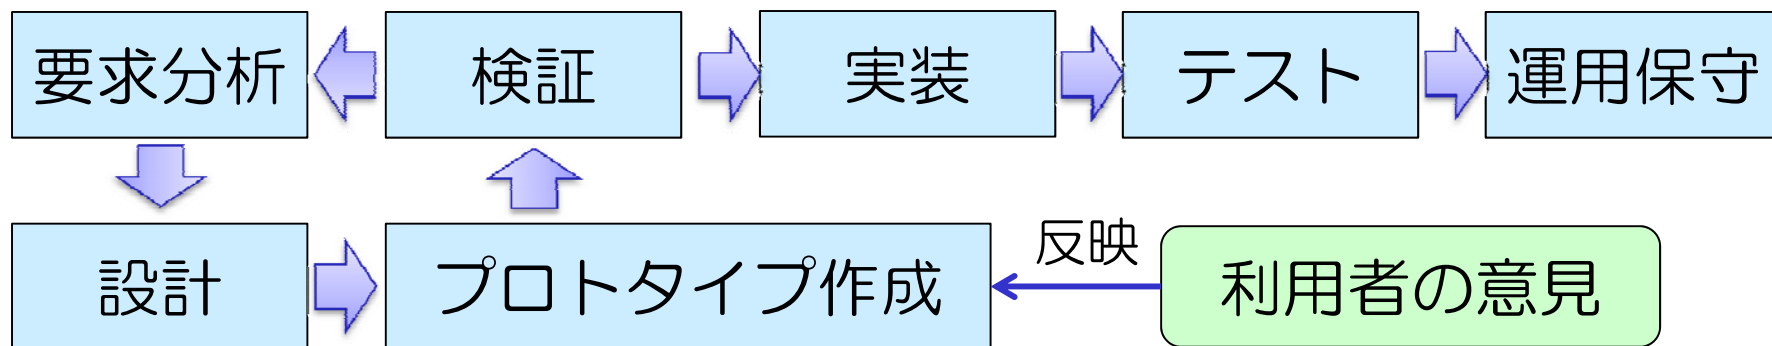 要求分析
検証
実装
テスト
運用保守
設計
プロトタイプ作成
反映
利用者の意見